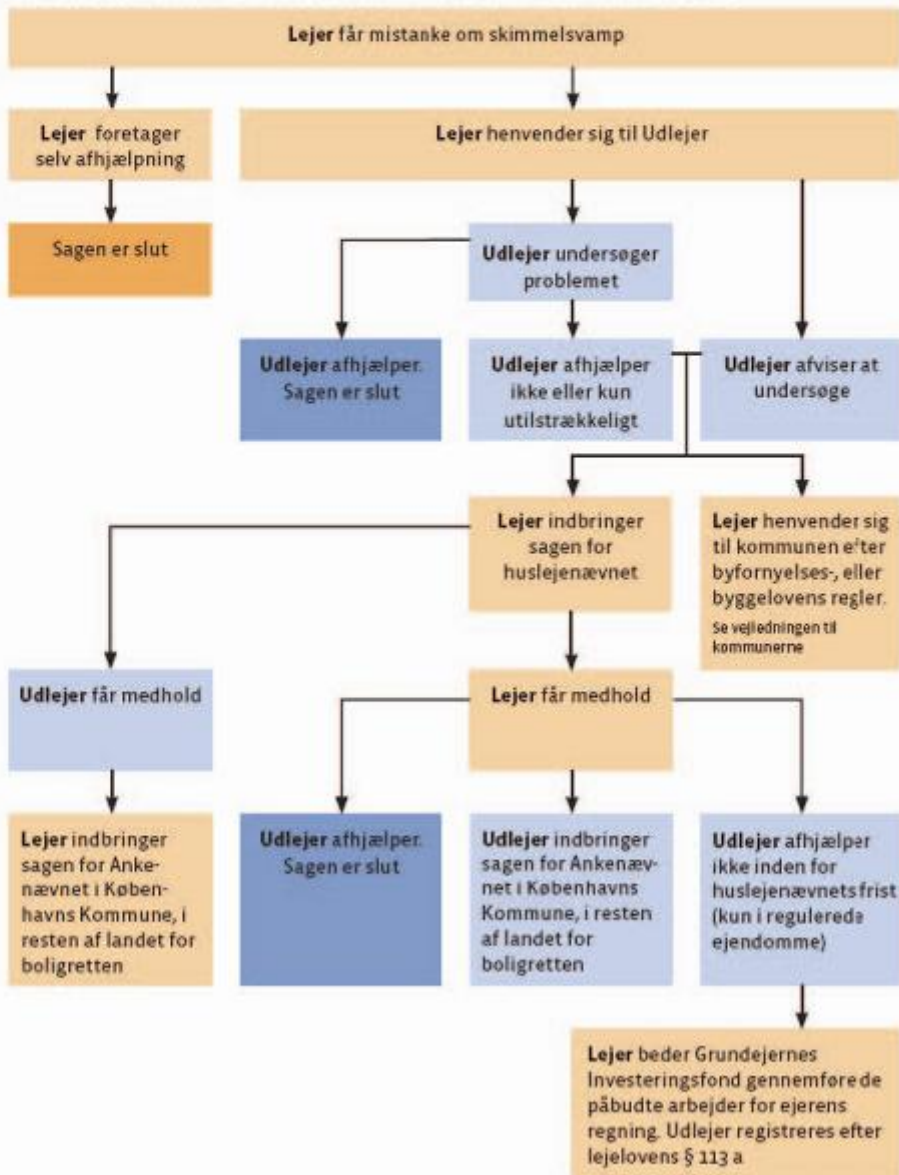 Lejer får mistanke om skimmelsvamp
Lejer foretager
selv afhjælpning
Lejer henvender sig til Udlejer
Sagen er slut
Udlejer undersøger
problemet
Udlejer afhjælper.
Sagen er slut
Udlejer afhjælper
ikke eller kun
utilstrækkeligt
Udlejer afviser at
undersøge
Lejer indbringer
sagen for
huslejenævnet
Lejer henvender sig
til kommunen efter
byfornyelses-, eller
byggelovens regler.
Se vejledningen til
kommunerne
Udlejer får medhold
Lejer får medhold
Lejer indbringer
sagen for Anke-
nævnet i Køben-
havns Kommune, i
resten af landet for
boligretten
Udlejer afhjælper.
Sagen er slut
Udlejer indbringer
sagen for Ankenæv-
net i Københavns
Kommune, i resten
af landet for
boligretten
Udlejer afhjælper
ikke inden for
huslejenævnets frist
(kun i regulerede
ejendomme)
Lejer beder Grundejernes
Investeringsfond gennemføre de
påbudte arbejder for ejerens
regning. Udlejer registreres efter
lejelovens § 113 a